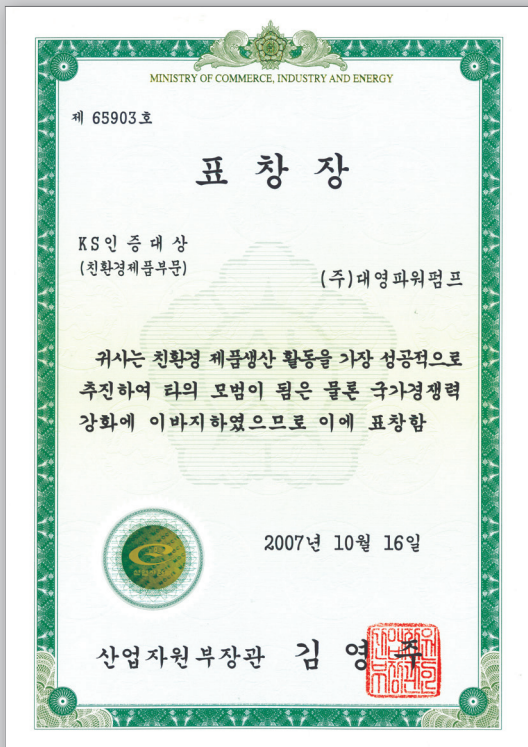 MINISTRY OF COMMERCE, INDUSTRY AND ENERGY
제 65903호
표 창 장
KS인증대상
(친환경제품부문)
(주)대영파워펌프
귀사는 친환경 제품생산 활동을 가장 성공적으로
추진하여 타의 모범이 됨은 물론 국가경쟁력
강화에 이바지하였으므로 이에 표창함
2007년 10월 16일
산업자원부장관 김 영 주